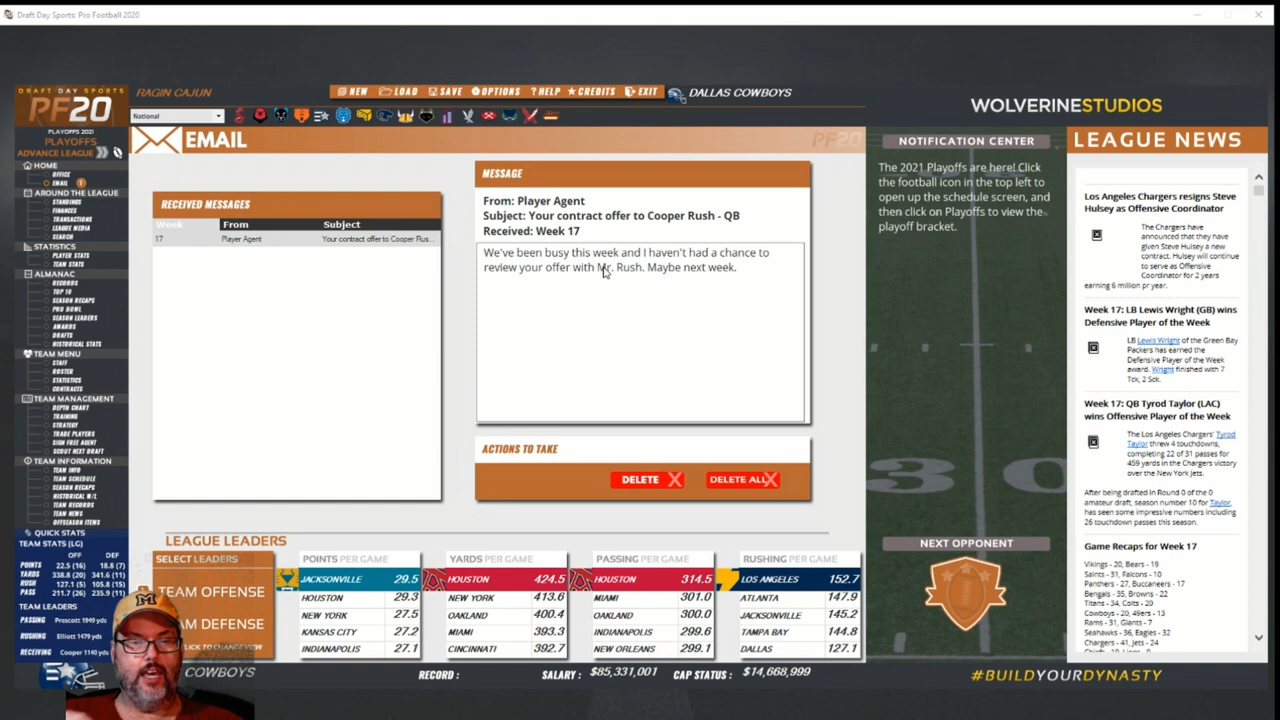 Draft Day Sports: Pro Football 2020
DRAFT DAY SPORTS
PF20
RAGIN CAJUN
NEW LOAD SAVE OPTIONS ? HELP CREDITS EXIT
DALLAS COWBOYS
National
WOLVERINESTUDIOS
PLAYOFFS 2021
PLAYOFFS
ADVANCE LEAGUE
HOME
OFFICE
EMAIL 1
AROUND THE LEAGUE
STANDINGS
FINANCES
TRANSACTIONS
LEAGUE MEDIA
SEARCH
STATISTICS
PLAYER STATS
TEAM STATS
ALMANAC
RECORDS
TOP 10
SEASON RECAPS
PRO BOWL
SEASON LEADERS
AWARDS
DRAFTS
HISTORICAL STATS
TEAM MENU
STAFF
ROSTER
STATISTICS
CONTRACTS
TEAM MANAGEMENT
DEPTH CHART
TRAINING
STRATEGY
TRADE PLAYERS
SIGN FREE AGENT
SCOUT NEXT DRAFT
TEAM INFORMATION
TEAM INFO
TEAM SCHEDULE
SEASON RECAPS
HISTORICAL W/L
TEAM RECORDS
TEAM NEWS
OFFSEASON ITEMS
QUICK STATS
TEAM STATS (LG)
OFF DEF
POINTS 22.5 (16) 18.8 (7)
YARDS 338.8 (20) 341.6 (11)
RUSH 127.1 (5) 105.8 (15)
PASS 211.7 (26) 235.9 (11)
TEAM LEADERS
PASSING Prescott 1949 yds
RUSHING Elliott 1479 yds
RECEIVING Cooper 1140 yds
EMAIL
PF20
RECEIVED MESSAGES
Week From Subject
17 Player Agent Your contract offer to Cooper Rus...
MESSAGE
From: Player Agent
Subject: Your contract offer to Cooper Rush - QB
Received: Week 17
We've been busy this week and I haven't had a chance to
review your offer with Mr. Rush. Maybe next week.
ACTIONS TO TAKE
DELETE X DELETE ALL X
NOTIFICATION CENTER
The 2021 Playoffs are here! Click
the football icon in the top left to
open up the schedule screen, and
then click on Playoffs to view the
playoff bracket.
3 0
NEXT OPPONENT
LEAGUE NEWS
Los Angeles Chargers resigns Steve
Hulsey as Offensive Coordinator
The Chargers have
announced that they have
given Steve Hulsey a new
contract. Hulsey will continue
to serve as Offensive
Coordinator for 2 years
earning 6 million pr year.
Week 17: LB Lewis Wright (GB) wins
Defensive Player of the Week
LB Lewis Wright of the Green Bay
Packers has earned the
Defensive Player of the Week
award. Wright finished with 7
Tck, 2 Sck.
Week 17: QB Tyrod Taylor (LAC)
wins Offensive Player of the Week
The Los Angeles Chargers' Tyrod
Taylor threw 4 touchdowns,
completing 22 of 31 passes for
459 yards in the Chargers victory
over the New York Jets.
After being drafted in Round 0 of the 0
amateur draft, season number 10 for Taylor,
has seen some impressive numbers including
26 touchdown passes this season.
Game Recaps for Week 17
Vikings - 20, Bears - 19
Saints - 31, Falcons - 10
Panthers - 27, Buccaneers - 17
Bengals - 35, Browns - 22
Titans - 34, Colts - 20
Cowboys - 20, 49ers - 13
Rams - 31, Giants - 7
Seahawks - 36, Eagles - 32
Chargers - 41, Jets - 24
LEAGUE LEADERS
SELECT LEADERS
TEAM OFFENSE
TEAM DEFENSE
CLICK TO CHANGE VIEW
POINTS PER GAME
JACKSONVILLE 29.5
HOUSTON 29.3
NEW YORK 27.5
KANSAS CITY 27.2
INDIANAPOLIS 27.1
YARDS PER GAME
HOUSTON 424.5
NEW YORK 413.6
OAKLAND 400.4
MIAMI 393.3
CINCINNATI 392.7
PASSING PER GAME
HOUSTON 314.5
MIAMI 301.0
OAKLAND 300.0
INDIANAPOLIS 299.6
NEW ORLEANS 299.1
RUSHING PER GAME
LOS ANGELES 152.7
ATLANTA 147.9
JACKSONVILLE 145.2
TAMPA BAY 144.8
DALLAS 127.1
COWBOYS
RECORD : SALARY : $85,331,001 CAP STATUS : $14,668,999
#BUILDYOURDYNASTY
M